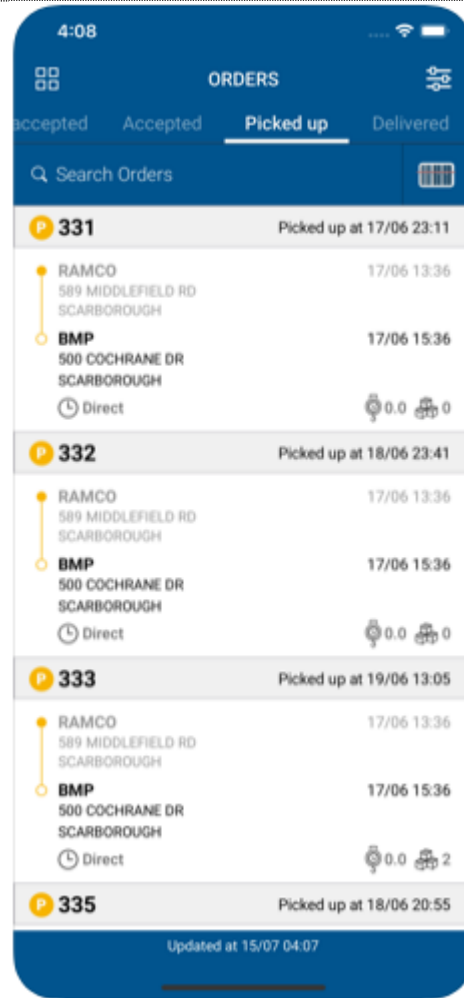 4:08
ORDERS
accepted Accepted Picked up Delivered
Search Orders
P 331 Picked up at 17/06 23:11
RAMCO 17/06 13:36
589 MIDDLEFIELD RD
SCARBOROUGH
BMP 17/06 15:36
500 COCHRANE DR
SCARBOROUGH
Direct 0.0 0
P 332 Picked up at 18/06 23:41
RAMCO 17/06 13:36
589 MIDDLEFIELD RD
SCARBOROUGH
BMP 17/06 15:36
500 COCHRANE DR
SCARBOROUGH
Direct 0.0 0
P 333 Picked up at 19/06 13:05
RAMCO 17/06 13:36
589 MIDDLEFIELD RD
SCARBOROUGH
BMP 17/06 15:36
500 COCHRANE DR
SCARBOROUGH
Direct 0.0 2
P 335 Picked up at 18/06 20:55
Updated at 15/07 04:07